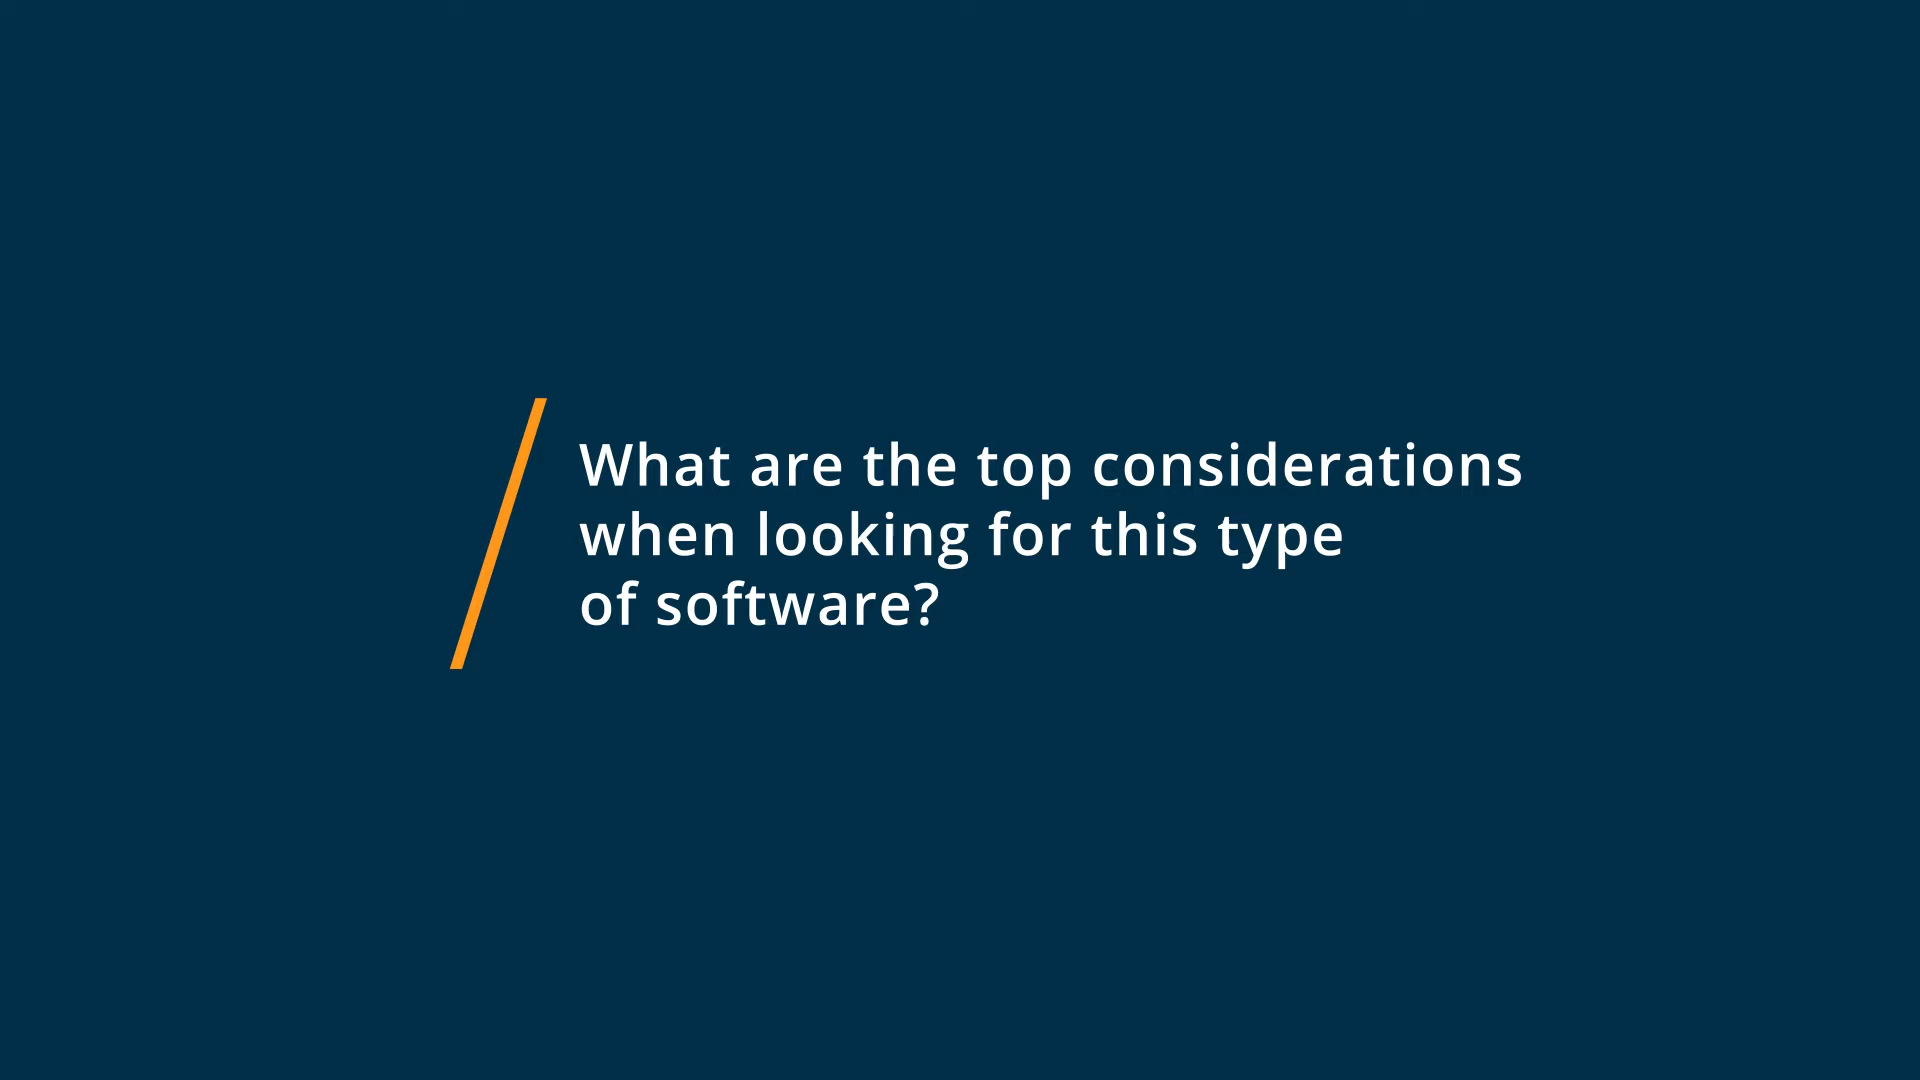 What are the top considerations
when looking for this type
of software?